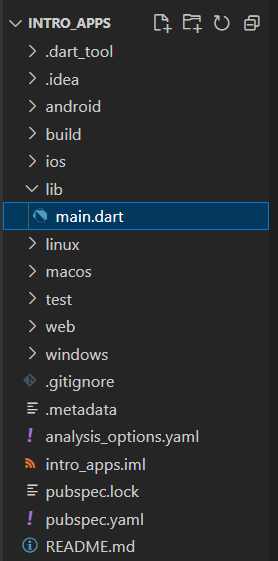 INTRO_APPS
.dart_tool
.idea
android
build
ios
lib
main.dart
linux
macos
test
web
windows
.gitignore
.metadata
analysis_options.yaml
intro_apps.iml
pubspec.lock
pubspec.yaml
README.md